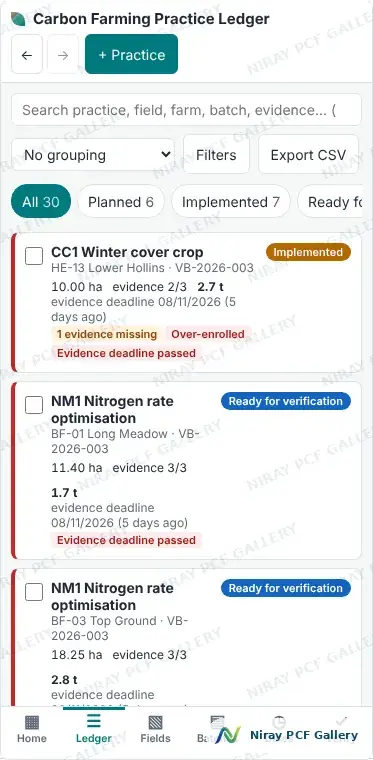 Carbon Farming Practice Ledger
←
→
+ Practice
Search practice, field, farm, batch, evidence... (
No grouping
Filters
Export CSV
All 30
Planned 6
Implemented 7
Ready fo
CC1 Winter cover crop
Implemented
HE-13 Lower Hollins · VB-2026-003
10.00 ha evidence 2/3 2.7 t
evidence deadline 08/11/2026 (5
days ago)
1 evidence missing
Over-enrolled
Evidence deadline passed
NM1 Nitrogen rate
optimisation
Ready for verification
BF-01 Long Meadow · VB-
2026-003
11.40 ha evidence 3/3
1.7 t
evidence deadline
08/11/2026 (5 days ago)
Evidence deadline passed
NM1 Nitrogen rate
optimisation
Ready for verification
BF-03 Top Ground · VB-
2026-003
18.25 ha evidence 3/3
2.8 t
evidence deadline
Home
Ledger
Fields
Niray PCF Gallery
NIRAY PCF GALLERY